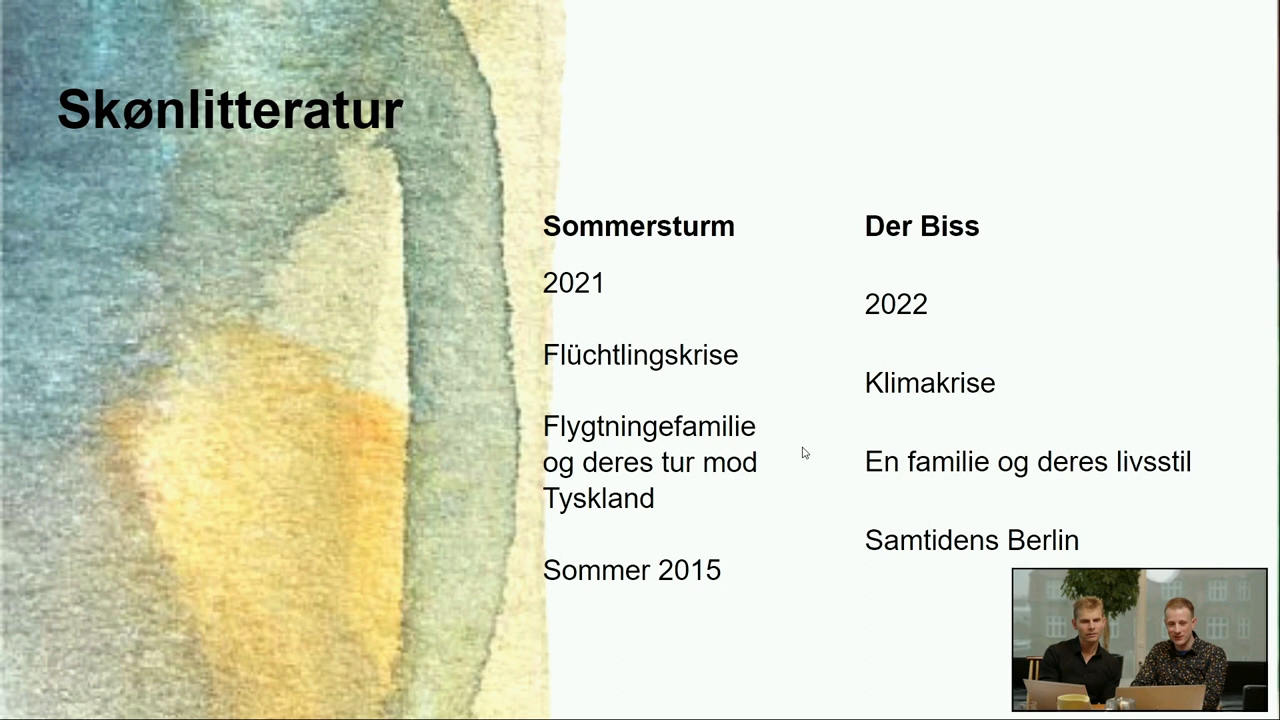 Skønlitteratur
Sommersturm
2021
Flüchtlingskrise
Flygtningefamilie
og deres tur mod
Tyskland
Sommer 2015
Der Biss
2022
Klimakrise
En familie og deres livsstil
Samtidens Berlin